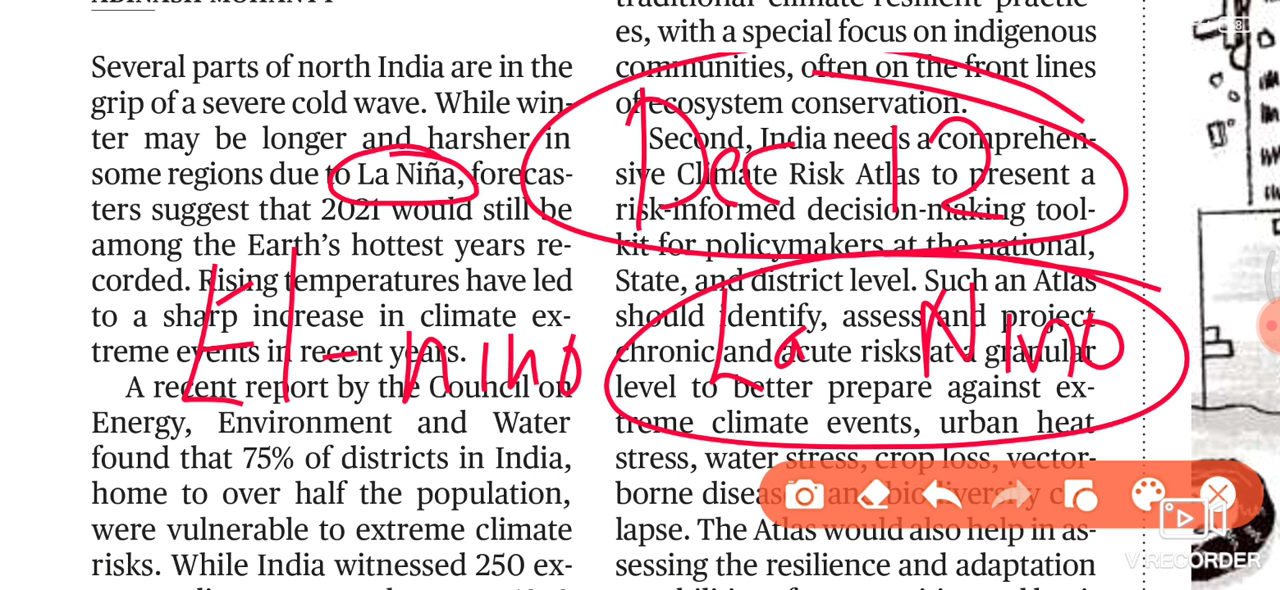 ABINASH MOHANTY
Several parts of north India are in the
grip of a severe cold wave. While win-
ter may be longer and harsher in
some regions due to La Niña, forecas-
ters suggest that 2021 would still be
among the Earth’s hottest years re-
corded. Rising temperatures have led
to a sharp increase in climate ex-
treme events in recent years.
A recent report by the Council on
Energy, Environment and Water
found that 75% of districts in India,
home to over half the population,
were vulnerable to extreme climate
risks. While India witnessed 250 ex-
traditional climate-resilient practic-
es, with a special focus on indigenous
communities, often on the front lines
of ecosystem conservation.
Second, India needs a comprehen-
sive Climate Risk Atlas to present a
risk-informed decision-making tool-
kit for policymakers at the national,
State, and district level. Such an Atlas
should identify, assess and project
chronic and acute risks at a granular
level to better prepare against ex-
treme climate events, urban heat
stress, water stress, crop loss, vector-
borne disease and biodiversity col-
lapse. The Atlas would also help in as-
sessing the resilience and adaptation
Dec 12
El-nino
La Nino
V RECORDER